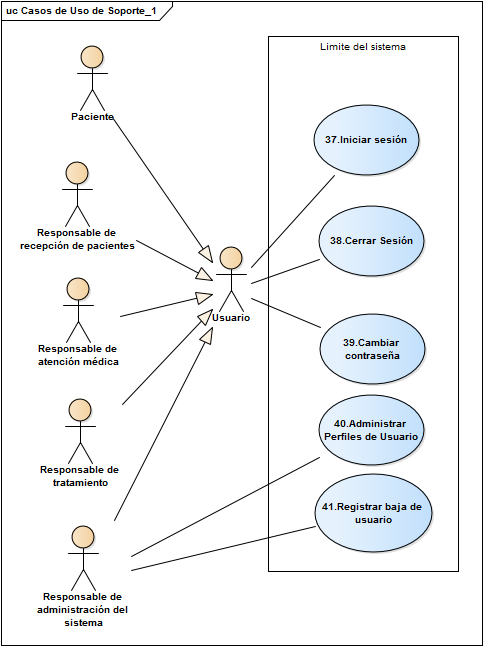 uc Casos de Uso de Soporte_1
Limite del sistema
Paciente
37.Iniciar sesión
Responsable de
recepción de pacientes
38.Cerrar Sesión
Usuario
Responsable de
atención médica
39.Cambiar
contraseña
Responsable de
tratamiento
40.Administrar
Perfiles de Usuario
41.Registrar baja de
usuario
Responsable de
administración del
sistema